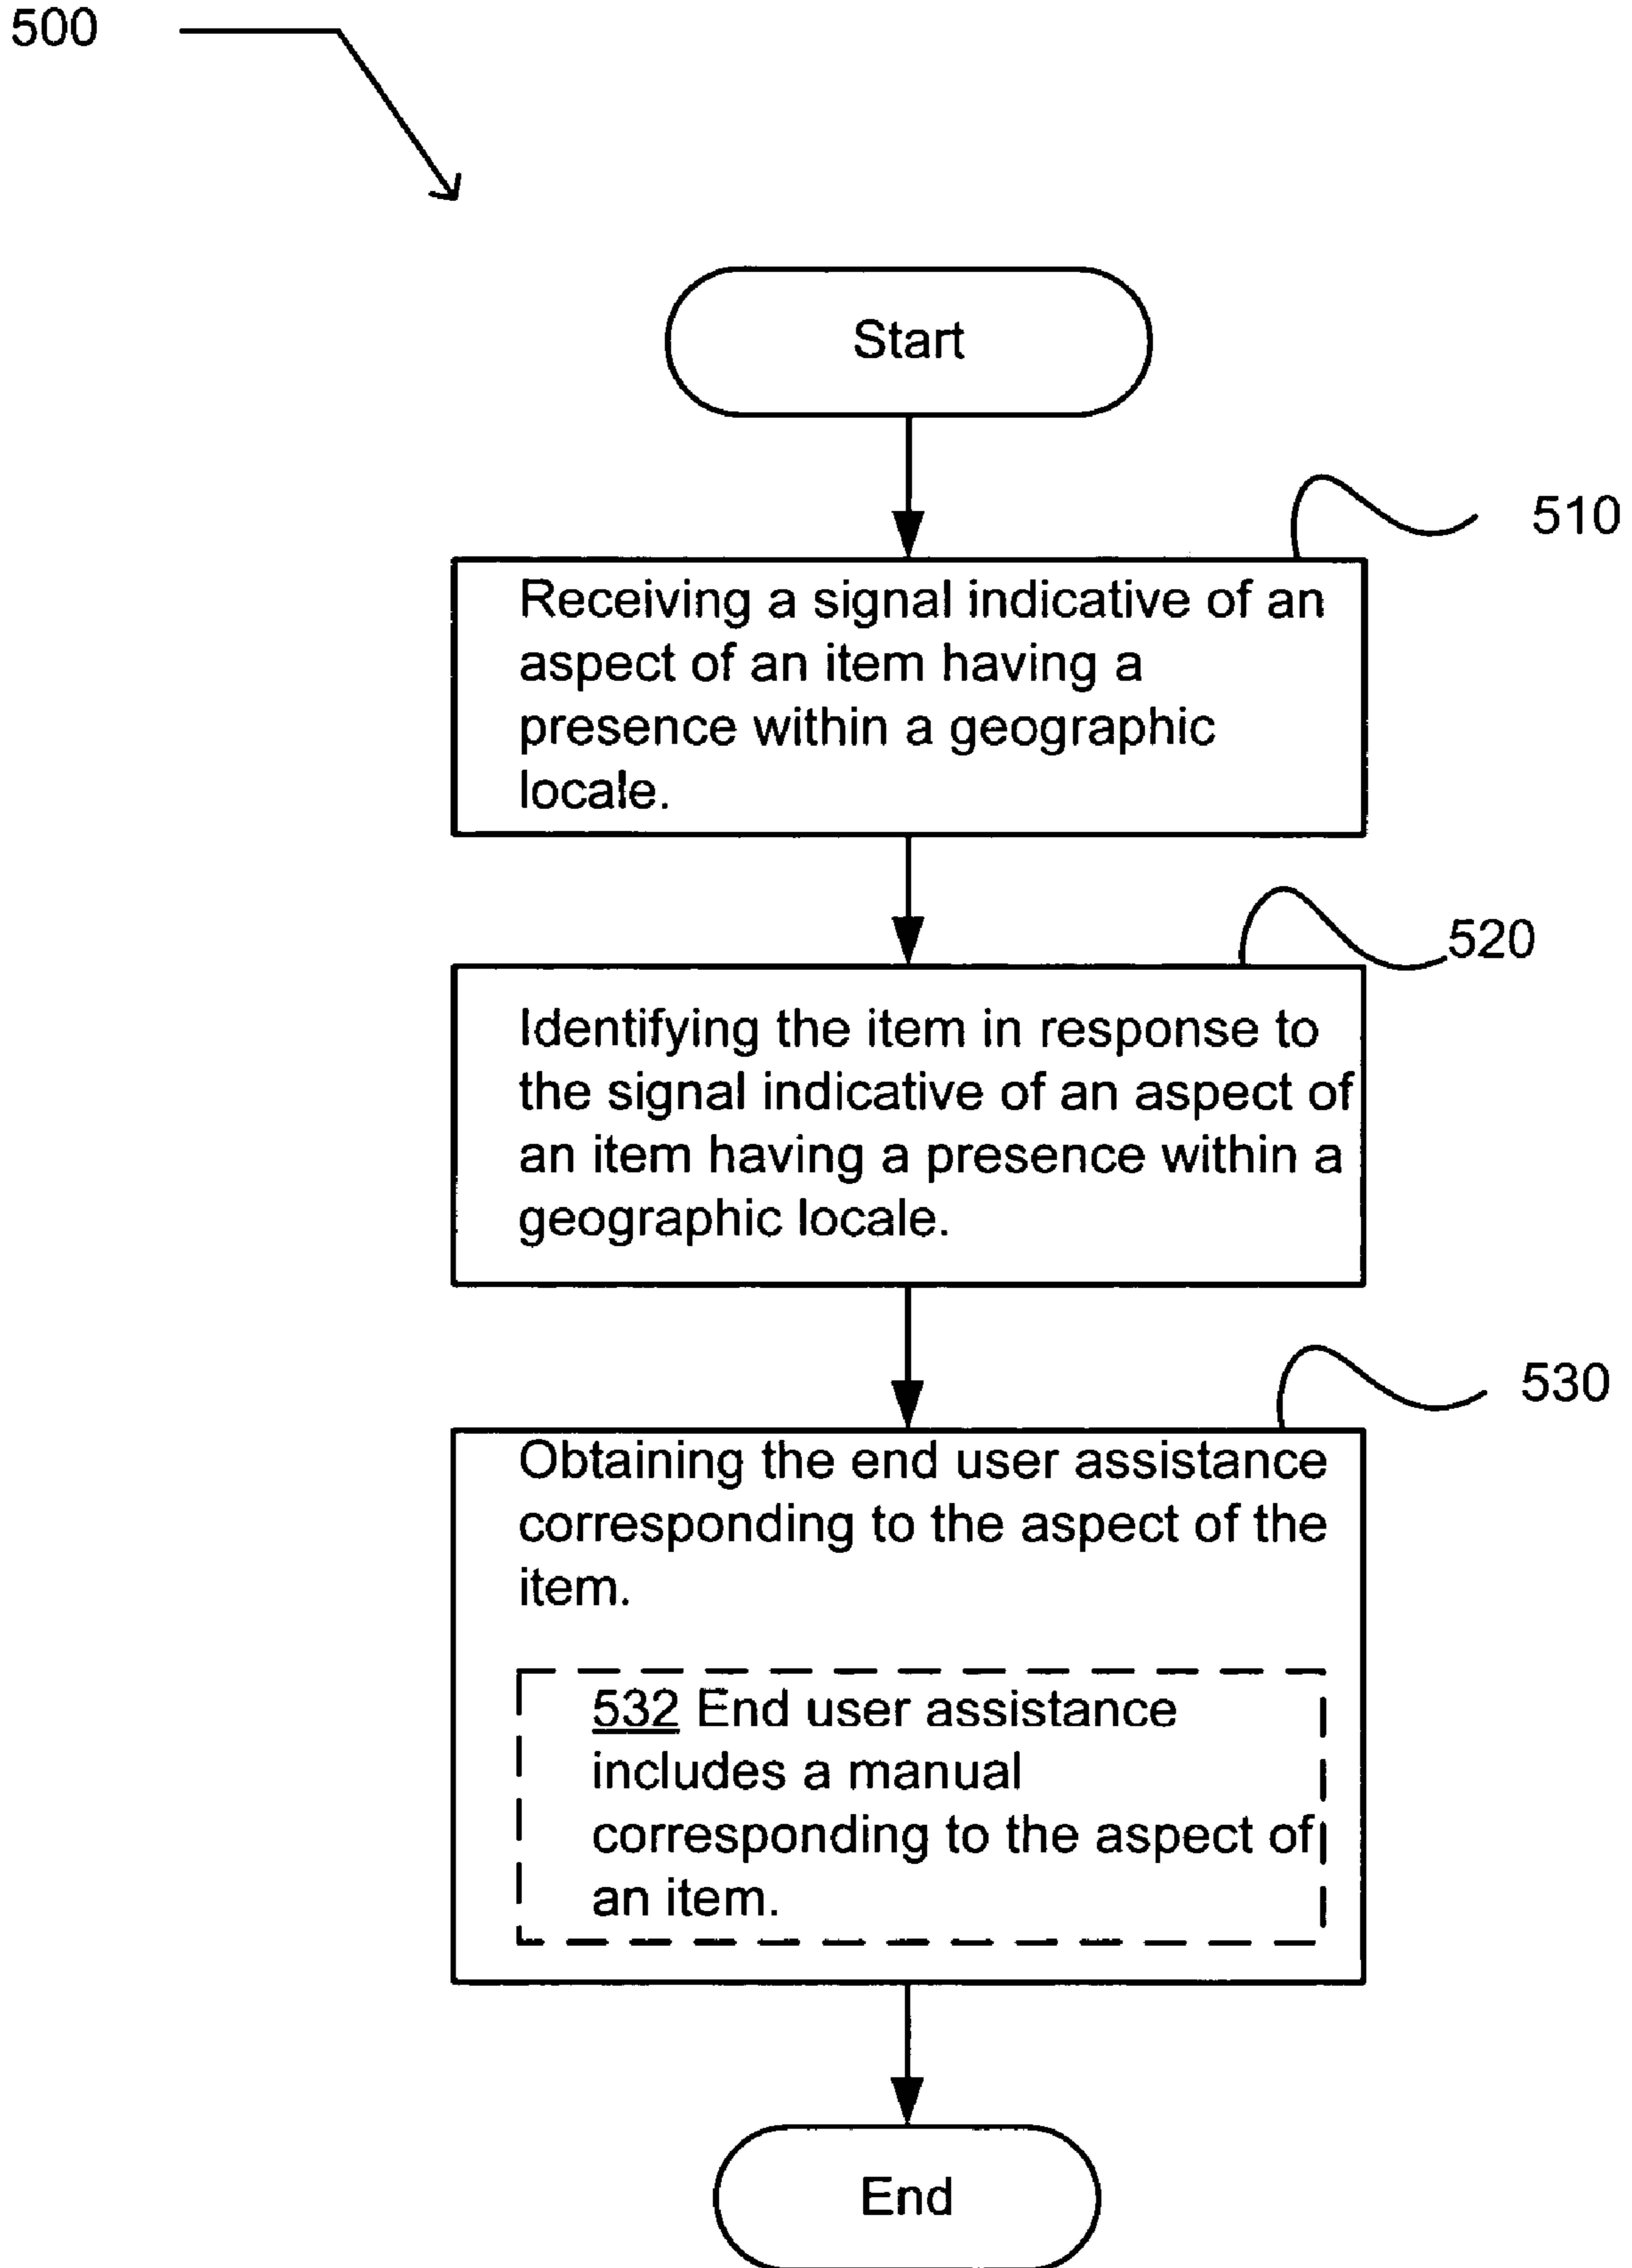 500
Start
510
Receiving a signal indicative of an
aspect of an item having a
presence within a geographic
locale.
520
Identifying the item in response to
the signal indicative of an aspect of
an item having a presence within a
geographic locale.
530
Obtaining the end user assistance
corresponding to the aspect of the
item.
532 End user assistance
includes a manual
corresponding to the aspect of
an item.
End